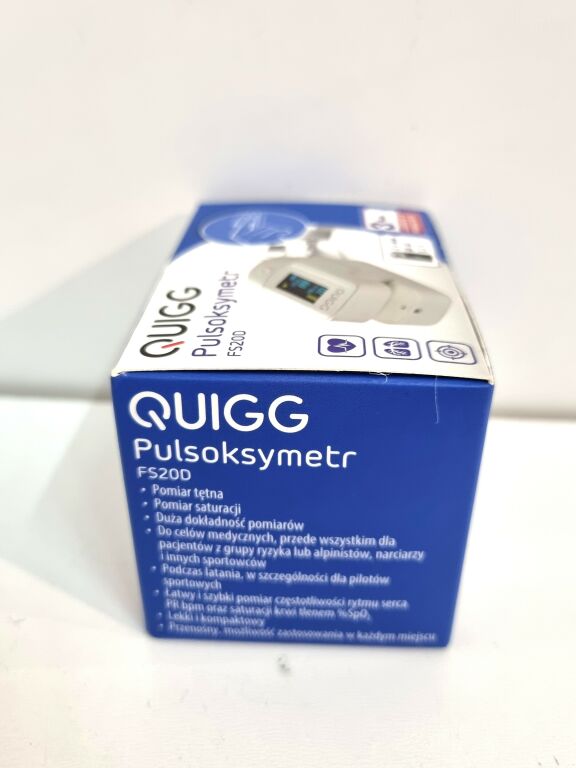 QUIGG
Pulsoksymetr
FS20D
QUIGG
QUIGG
Pulsoksymetr
FS20D
• Pomiar tętna
• Pomiar saturacji
• Duża dokładność pomiarów
• Do celów medycznych, przede wszystkim dla
pacjentów z grupy ryzyka lub alpinistów, narciarzy
i innych sportowców
• Podczas latania, w szczególności dla pilotów
sportowych
• Łatwy i szybki pomiar częstotliwości rytmu serca
PR bpm oraz saturacji krwi tlenem %SpO₂
• Lekki i kompaktowy
• Przenośny, możliwość zastosowania w każdym miejscu